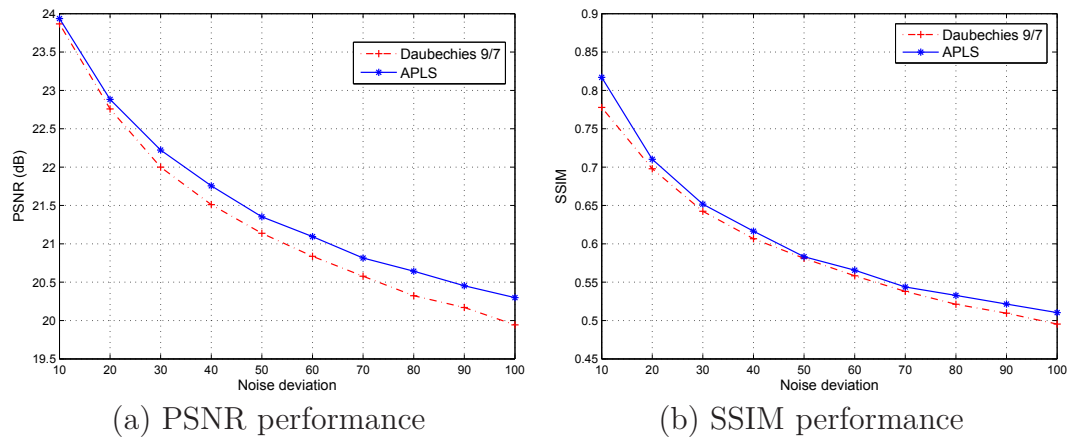 24
23.5
23
22.5
22
21.5
21
20.5
20
19.5
PSNR (dB)
10 20 30 40 50 60 70 80 90 100
Noise deviation
Daubechies 9/7
APLS
(a) PSNR performance
0.9
0.85
0.8
0.75
0.7
0.65
0.6
0.55
0.5
0.45
SSIM
10 20 30 40 50 60 70 80 90 100
Noise deviation
Daubechies 9/7
APLS
(b) SSIM performance